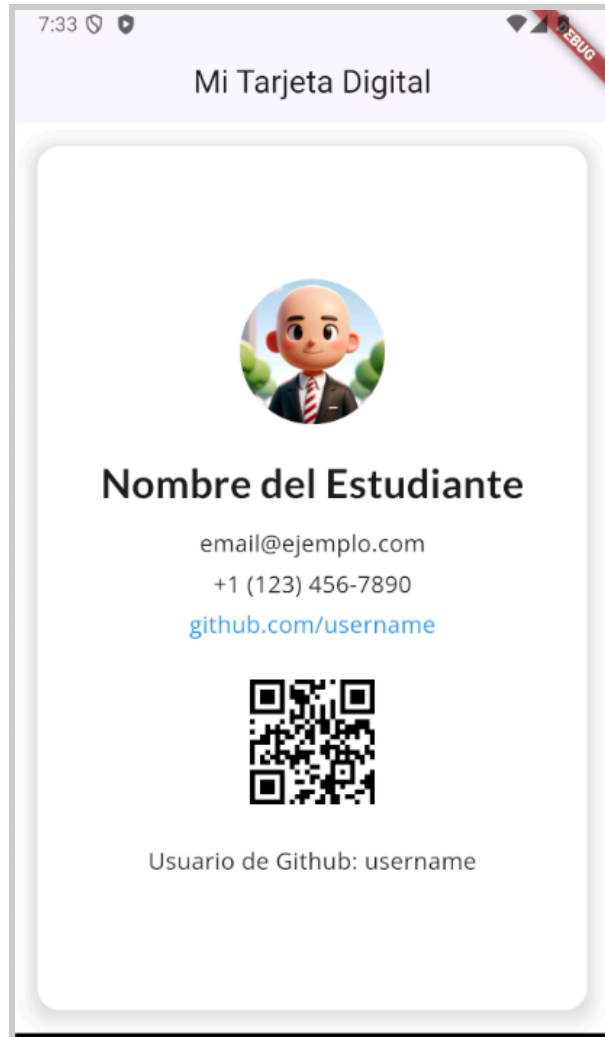 7:33
DEBUG
Mi Tarjeta Digital
Nombre del Estudiante
email@ejemplo.com
+1 (123) 456-7890
github.com/username
Usuario de Github: username